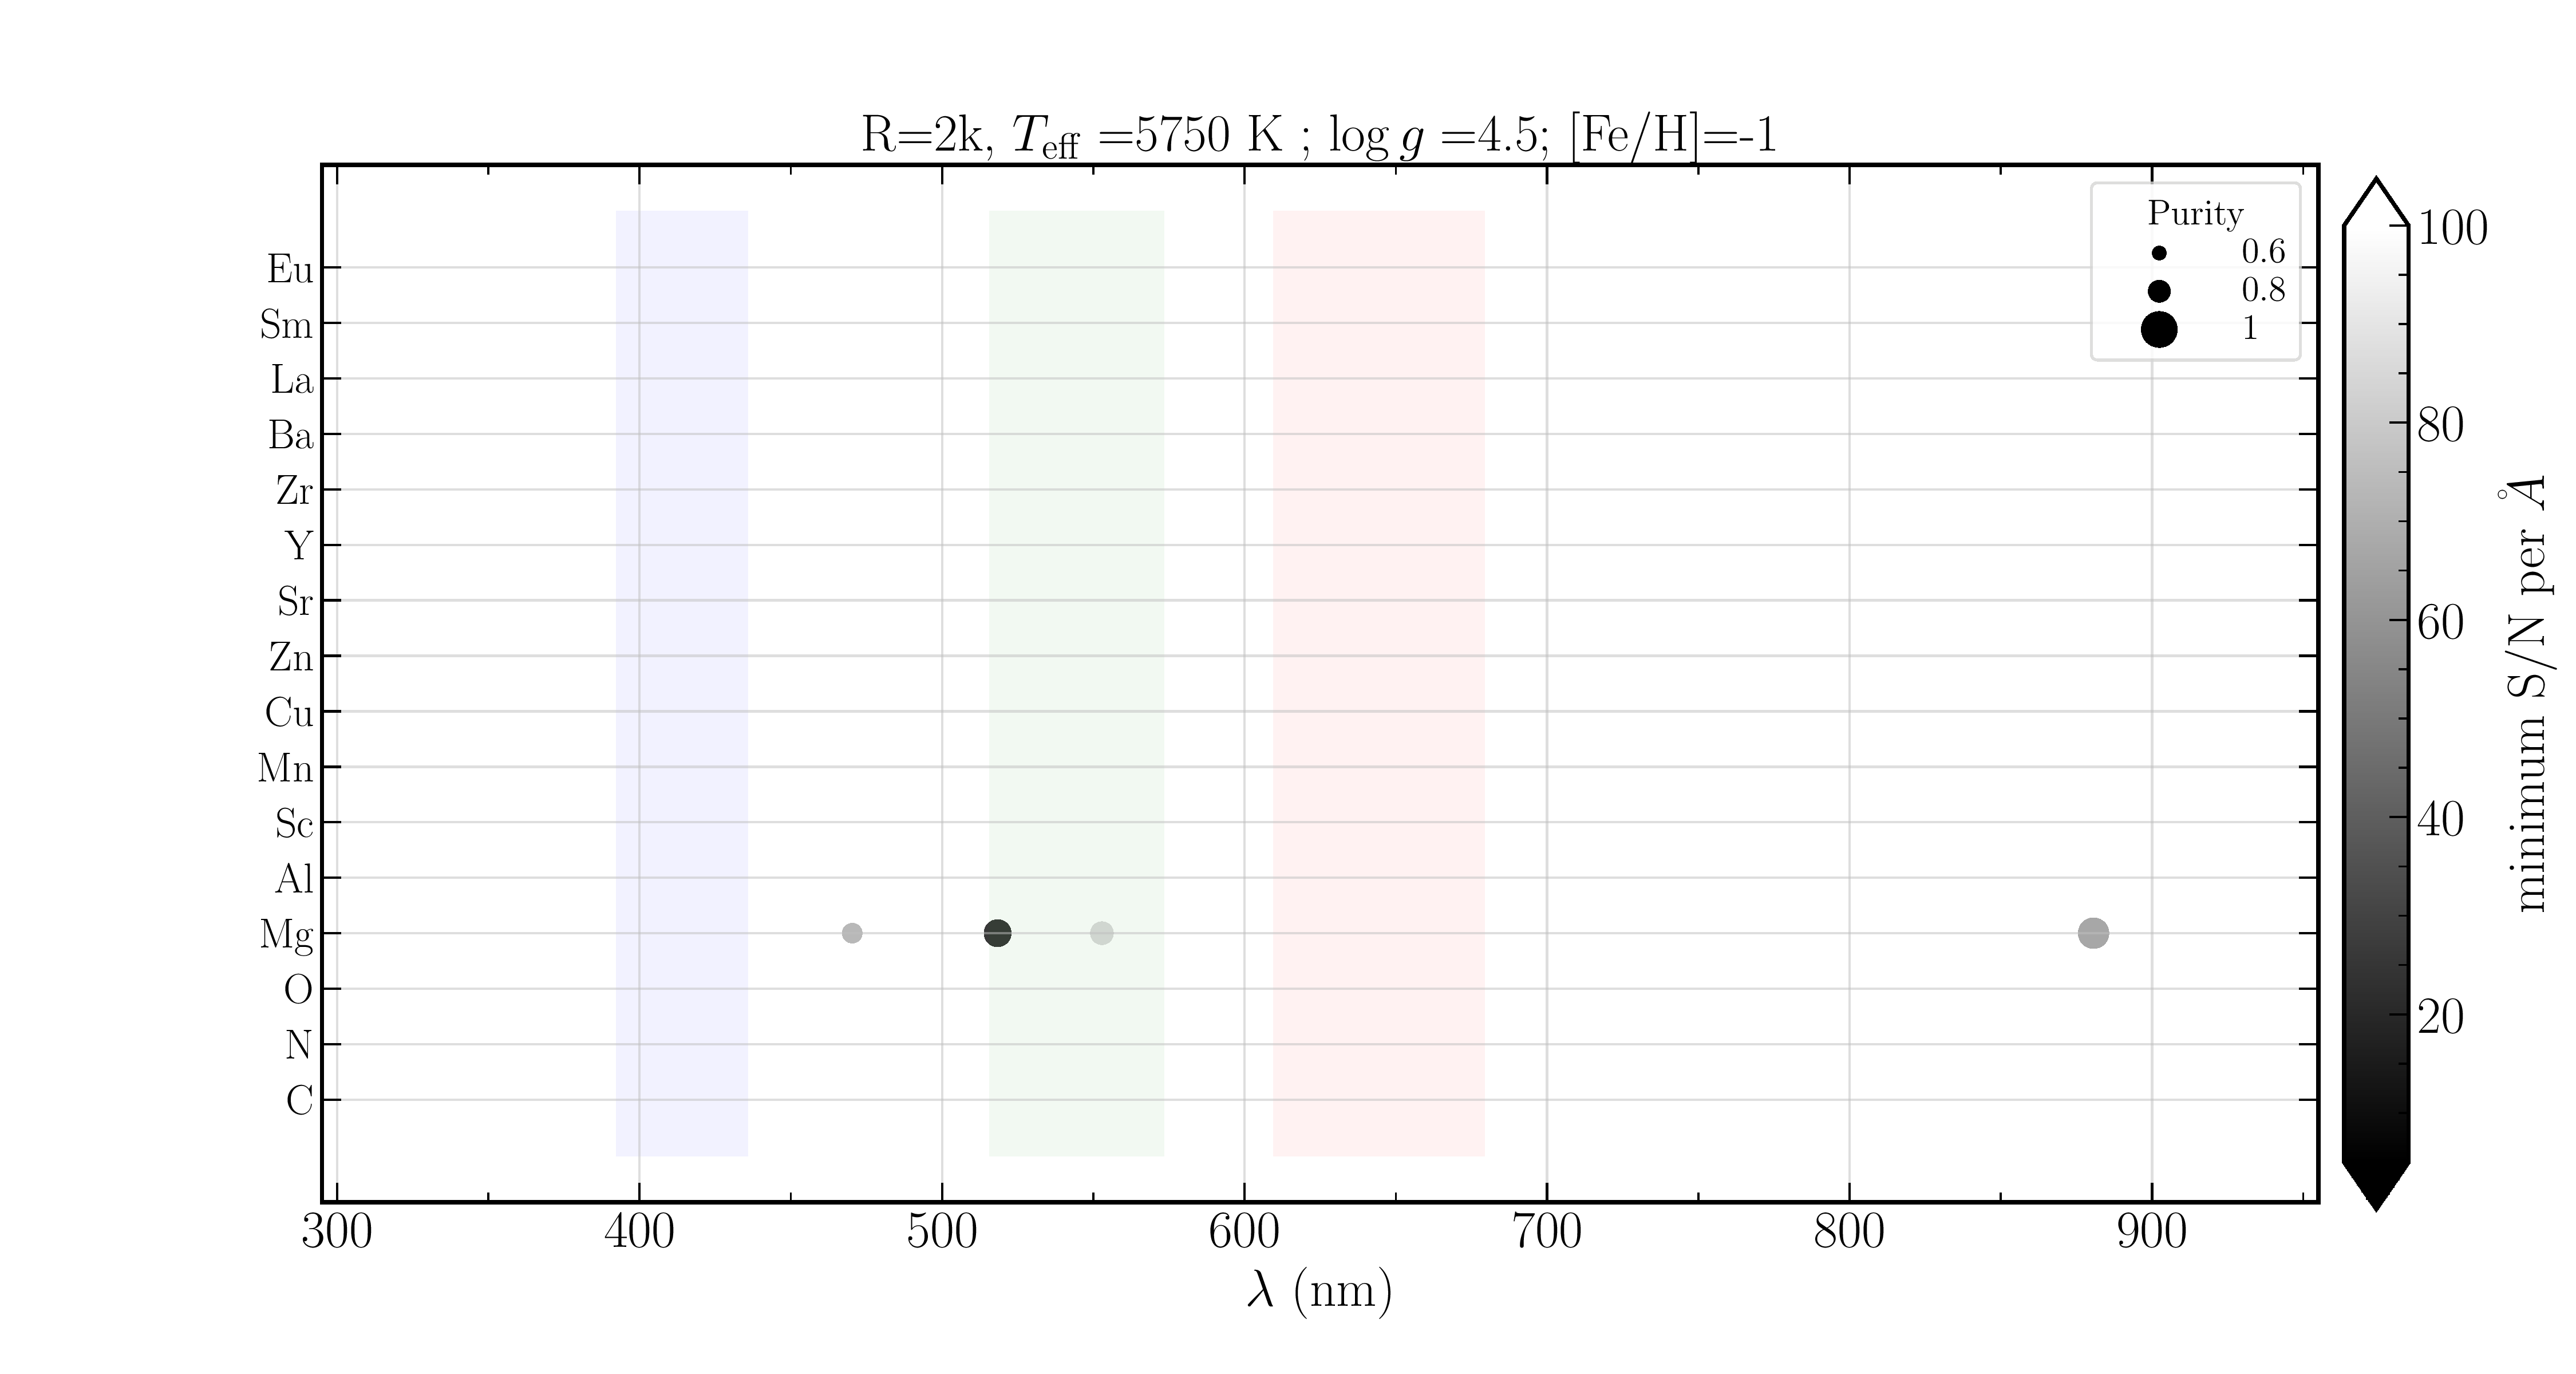 R=2k, T_eff =5750 K ; log g =4.5; [Fe/H]=-1
Purity
0.6
0.8
1
Eu
Sm
La
Ba
Zr
Y
Sr
Zn
Cu
Mn
Sc
Al
Mg
O
N
C
300 400 500 600 700 800 900
λ (nm)
100
80
60
40
20
minimum S/N per Å